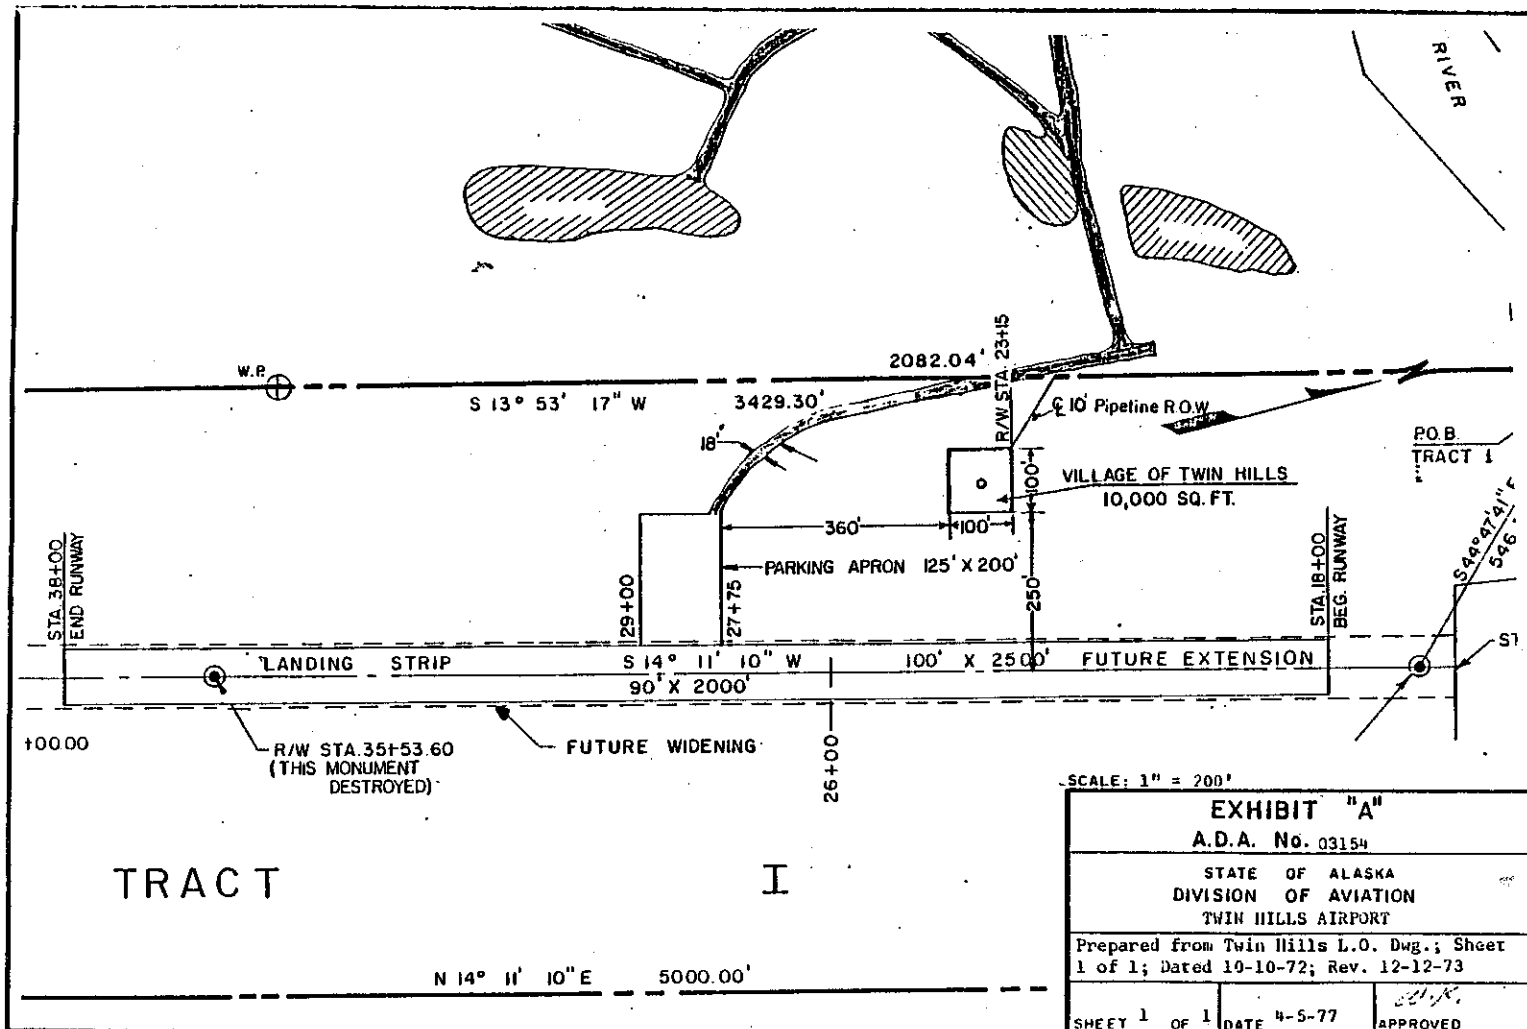 RIVER
W.P.
2082.04'
S 13° 53' 17" W 3429.30'
R/W STA. 23+15
℄ 10' Pipeline R.O.W.
18'
P.O.B.
TRACT I
100'
VILLAGE OF TWIN HILLS
10,000 SQ. FT.
360'
100'
PARKING APRON 125' X 200'
250'
S 44° 47' 41" E
546.
STA. 38+00
END RUNWAY
29+00
27+75
STA. 18+00
BEG. RUNWAY
ST
LANDING STRIP S 14° 11' 10" W 100' X 2500' FUTURE EXTENSION
90' X 2000'
+00.00
R/W STA. 35+53.60
(THIS MONUMENT
DESTROYED)
FUTURE WIDENING
26+00
TRACT I
N 14° 11' 10" E 5000.00'
SCALE: 1" = 200'
EXHIBIT "A"
A.D.A. No. 03154
STATE OF ALASKA
DIVISION OF AVIATION
TWIN HILLS AIRPORT
Prepared from Twin Hills L.O. Dwg.; Sheet
1 of 1; Dated 10-10-72; Rev. 12-12-73
SHEET 1 OF 1
DATE 4-5-77
APPROVED